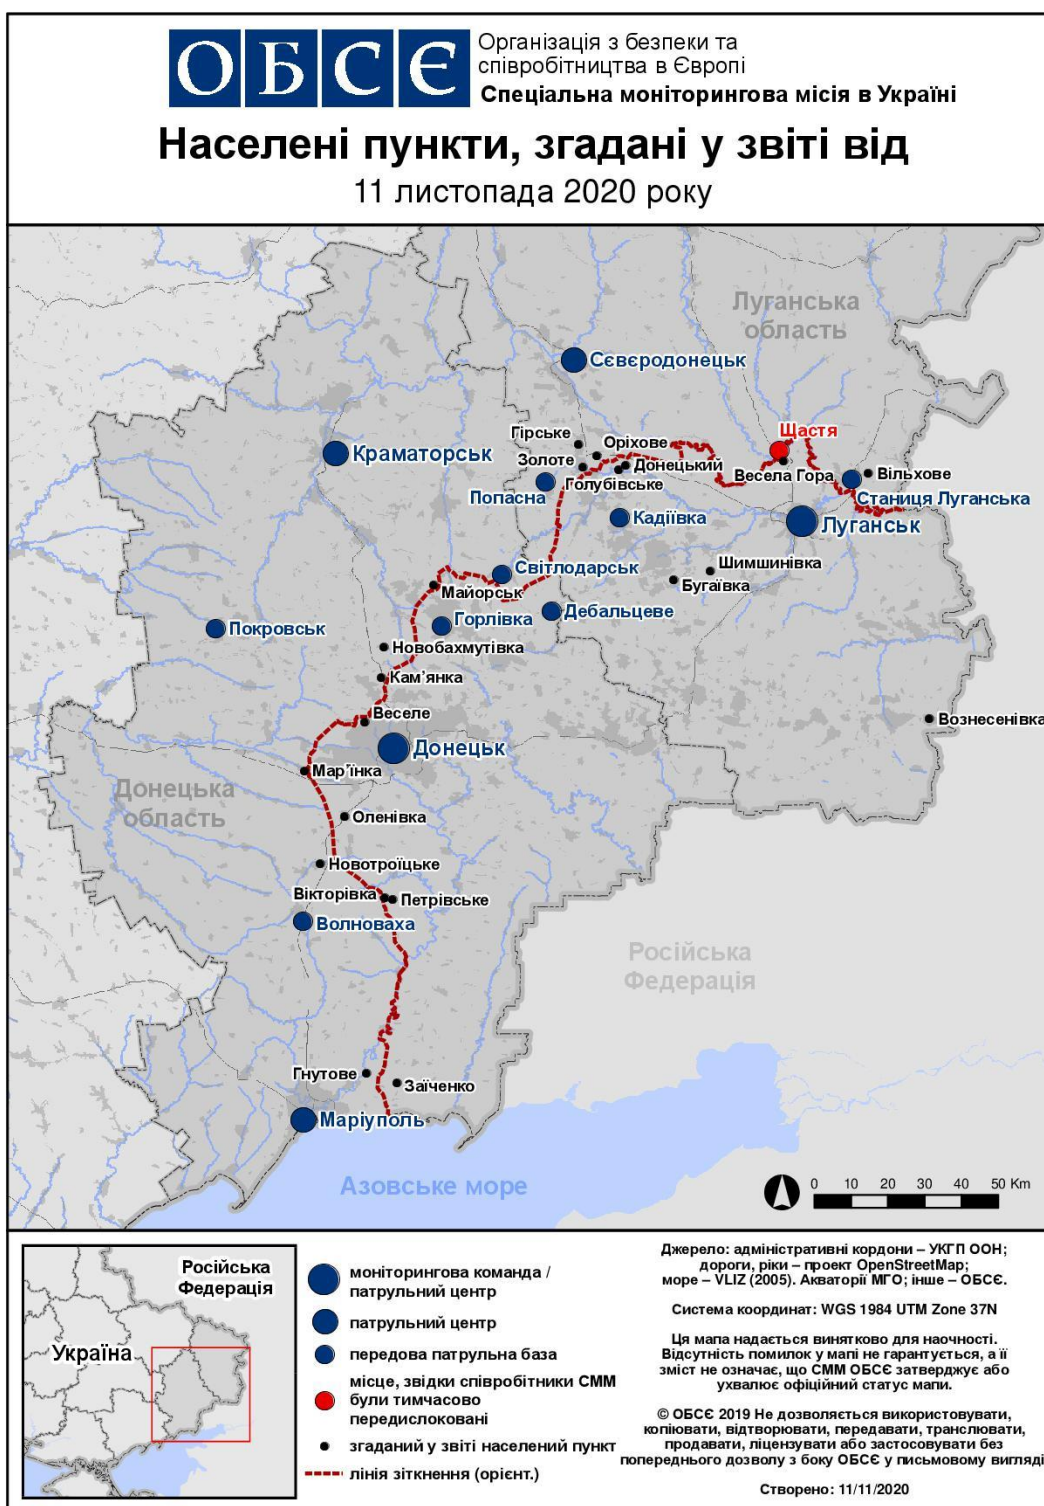 ОБСЄ
Організація з безпеки та
співробітництва в Європі
Спеціальна моніторингова місія в Україні
Населені пункти, згадані у звіті від
11 листопада 2020 року
Луганська
область
Сєвєродонецьк
Щастя
Гірське
Оріхове
Краматорськ
Золоте
Донецький
Весела Гора
Вільхове
Голубівське
Попасна
Станиця Луганська
Кадіївка
Луганськ
Світлодарськ
Шимшинівка
Майорськ
Бугаївка
Дебальцеве
Горлівка
Покровськ
Новобахмутівка
Кам'янка
Веселе
Вознесенівка
Донецьк
Мар'їнка
Донецька
область
Оленівка
Новотроїцьке
Вікторівка
Петрівське
Волноваха
Російська
Федерація
Гнутове
Заїченко
Маріуполь
Азовське море
0 10 20 30 40 50 Km
Російська
Федерація
Україна
моніторингова команда /
патрульний центр
патрульний центр
передова патрульна база
місце, звідки співробітники СММ
були тимчасово
передислоковані
згаданий у звіті населений пункт
лінія зіткнення (орієнт.)
Джерело: адміністративні кордони – УКГП ООН;
дороги, ріки – проект OpenStreetMap;
море – VLIZ (2005). Акваторії МГО; інше – ОБСЄ.
Система координат: WGS 1984 UTM Zone 37N
Ця мапа надається винятково для наочності.
Відсутність помилок у мапі не гарантується, а її
зміст не означає, що СММ ОБСЄ затверджує або
ухвалює офіційний статус мапи.
© ОБСЄ 2019 Не дозволяється використовувати,
копіювати, відтворювати, передавати, транслювати,
продавати, ліцензувати або застосовувати без
попереднього дозволу з боку ОБСЄ у письмовому вигляді
Створено: 11/11/2020